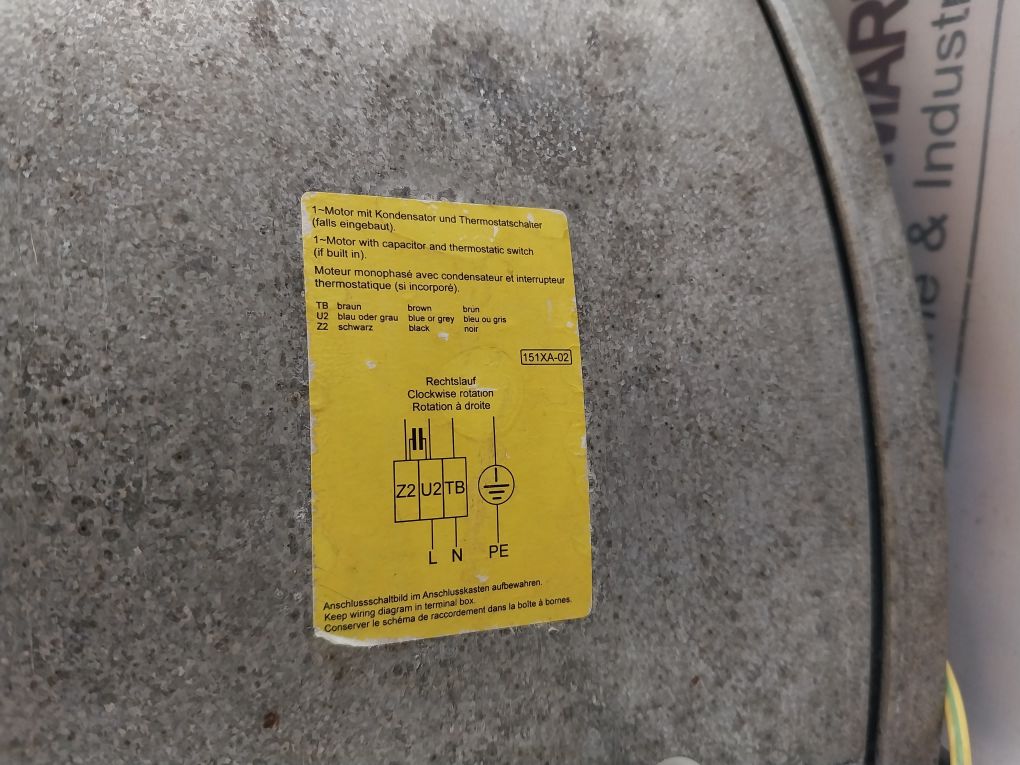 1~Motor mit Kondensator und Thermostatschalter
(falls eingebaut).
1~Motor with capacitor and thermostatic switch
(if built in).
Moteur monophasé avec condensateur et interrupteur
thermostatique (si incorporé).
TB braun brown brun
U2 blau oder grau blue or grey bleu ou gris
Z2 schwarz black noir
151XA-02
Rechtslauf
Clockwise rotation
Rotation à droite
Z2 U2 TB
L N PE
Anschlussschaltbild im Anschlusskasten aufbewahren.
Keep wiring diagram in terminal box.
Conserver le schéma de raccordement dans la boîte à bornes.
MAR
& Industr